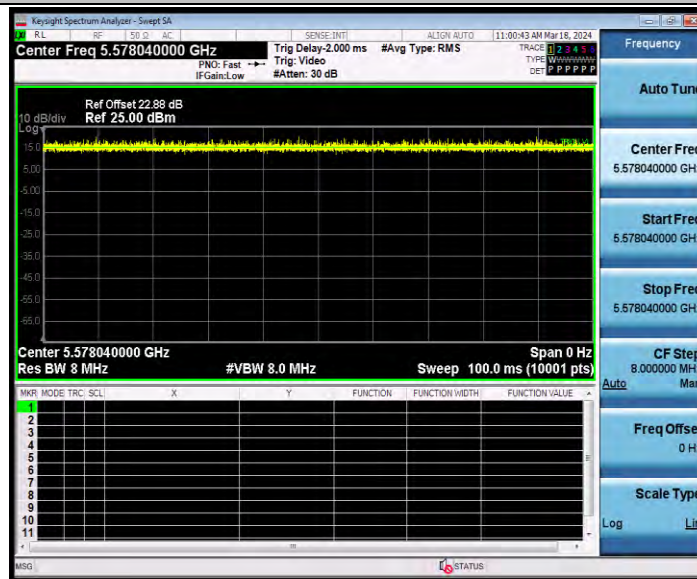 Keysight Spectrum Analyzer - Swept SA
RL RF 50 Ω AC SENSE:INT ALIGN AUTO 11:00:43 AM Mar 18, 2024
Center Freq 5.578040000 GHz
PNO: Fast
IFGain:Low
Trig Delay-2.000 ms
Trig: Video
#Atten: 30 dB
#Avg Type: RMS
TRACE 1 2 3 4 5 6
TYPE WWWWWW
DET P P P P P P
Frequency
Auto Tune
Ref Offset 22.88 dB
Ref 25.00 dBm
10 dB/div
Log
15.0
5.00
-5.00
-15.0
-25.0
-35.0
-45.0
-55.0
-65.0
Center Freq
5.578040000 GHz
Start Freq
5.578040000 GHz
Stop Freq
5.578040000 GHz
CF Step
8.000000 MHz
Auto Man
Freq Offset
0 Hz
Scale Type
Log Lin
Center 5.578040000 GHz Span 0 Hz
Res BW 8 MHz #VBW 8.0 MHz Sweep 100.0 ms (10001 pts)
MKR MODE TRC SCL X Y FUNCTION FUNCTION WIDTH FUNCTION VALUE
1
2
3
4
5
6
7
8
9
10
11
MSG STATUS